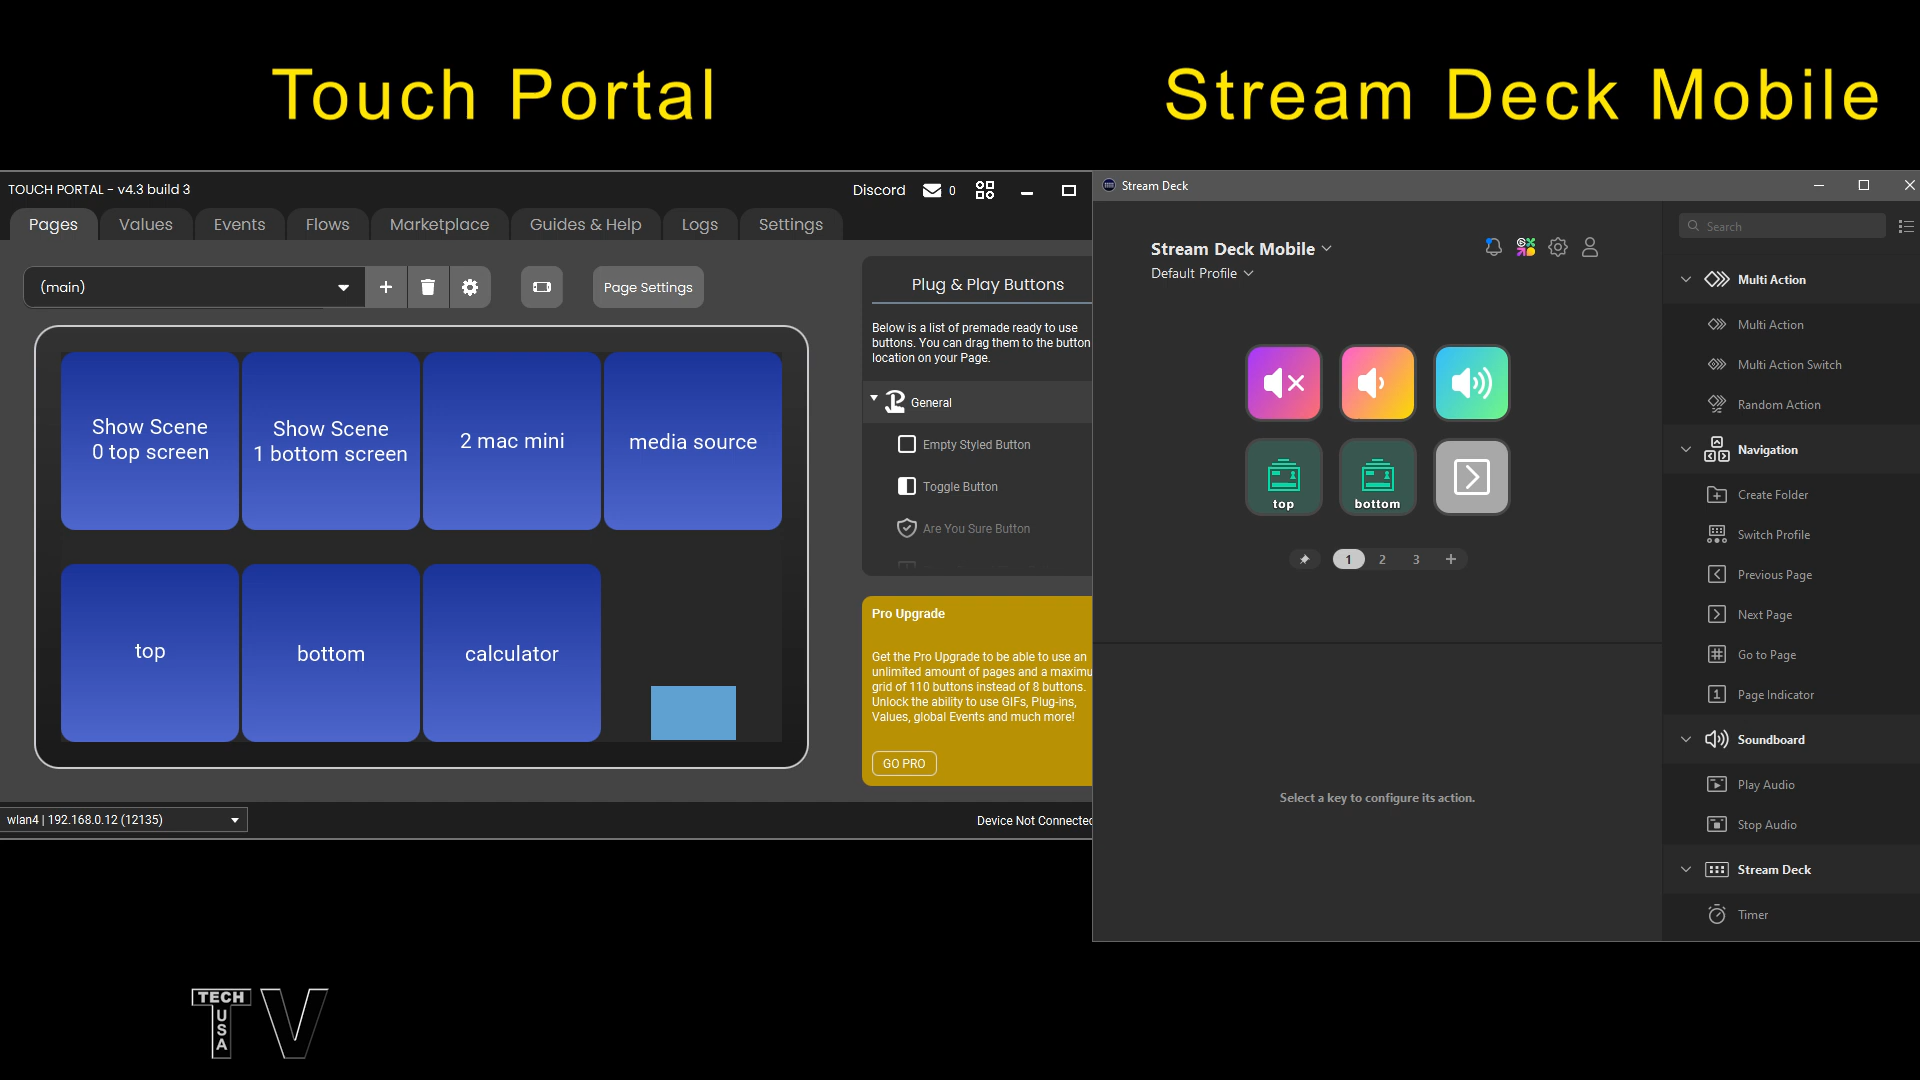 Touch Portal
Stream Deck Mobile
TOUCH PORTAL - v4.3 build 3
Discord
0
Pages
Values
Events
Flows
Marketplace
Guides & Help
Logs
Settings
(main)
Page Settings
Show Scene
0 top screen
Show Scene
1 bottom screen
2 mac mini
media source
top
bottom
calculator
Plug & Play Buttons
Below is a list of premade ready to use
buttons. You can drag them to the button
location on your Page.
General
Empty Styled Button
Toggle Button
Are You Sure Button
Pro Upgrade
Get the Pro Upgrade to be able to use an
unlimited amount of pages and a maximu
grid of 110 buttons instead of 8 buttons.
Unlock the ability to use GIFs, Plug-ins,
Values, global Events and much more!
GO PRO
wlan4 | 192.168.0.12 (12135)
Device Not Connected
Stream Deck
Stream Deck Mobile
Default Profile
top
bottom
1
2
3
+
Select a key to configure its action.
Search
Multi Action
Multi Action
Multi Action Switch
Random Action
Navigation
Create Folder
Switch Profile
Previous Page
Next Page
Go to Page
1
Page Indicator
Soundboard
Play Audio
Stop Audio
Stream Deck
Timer
TECH
USA
TV